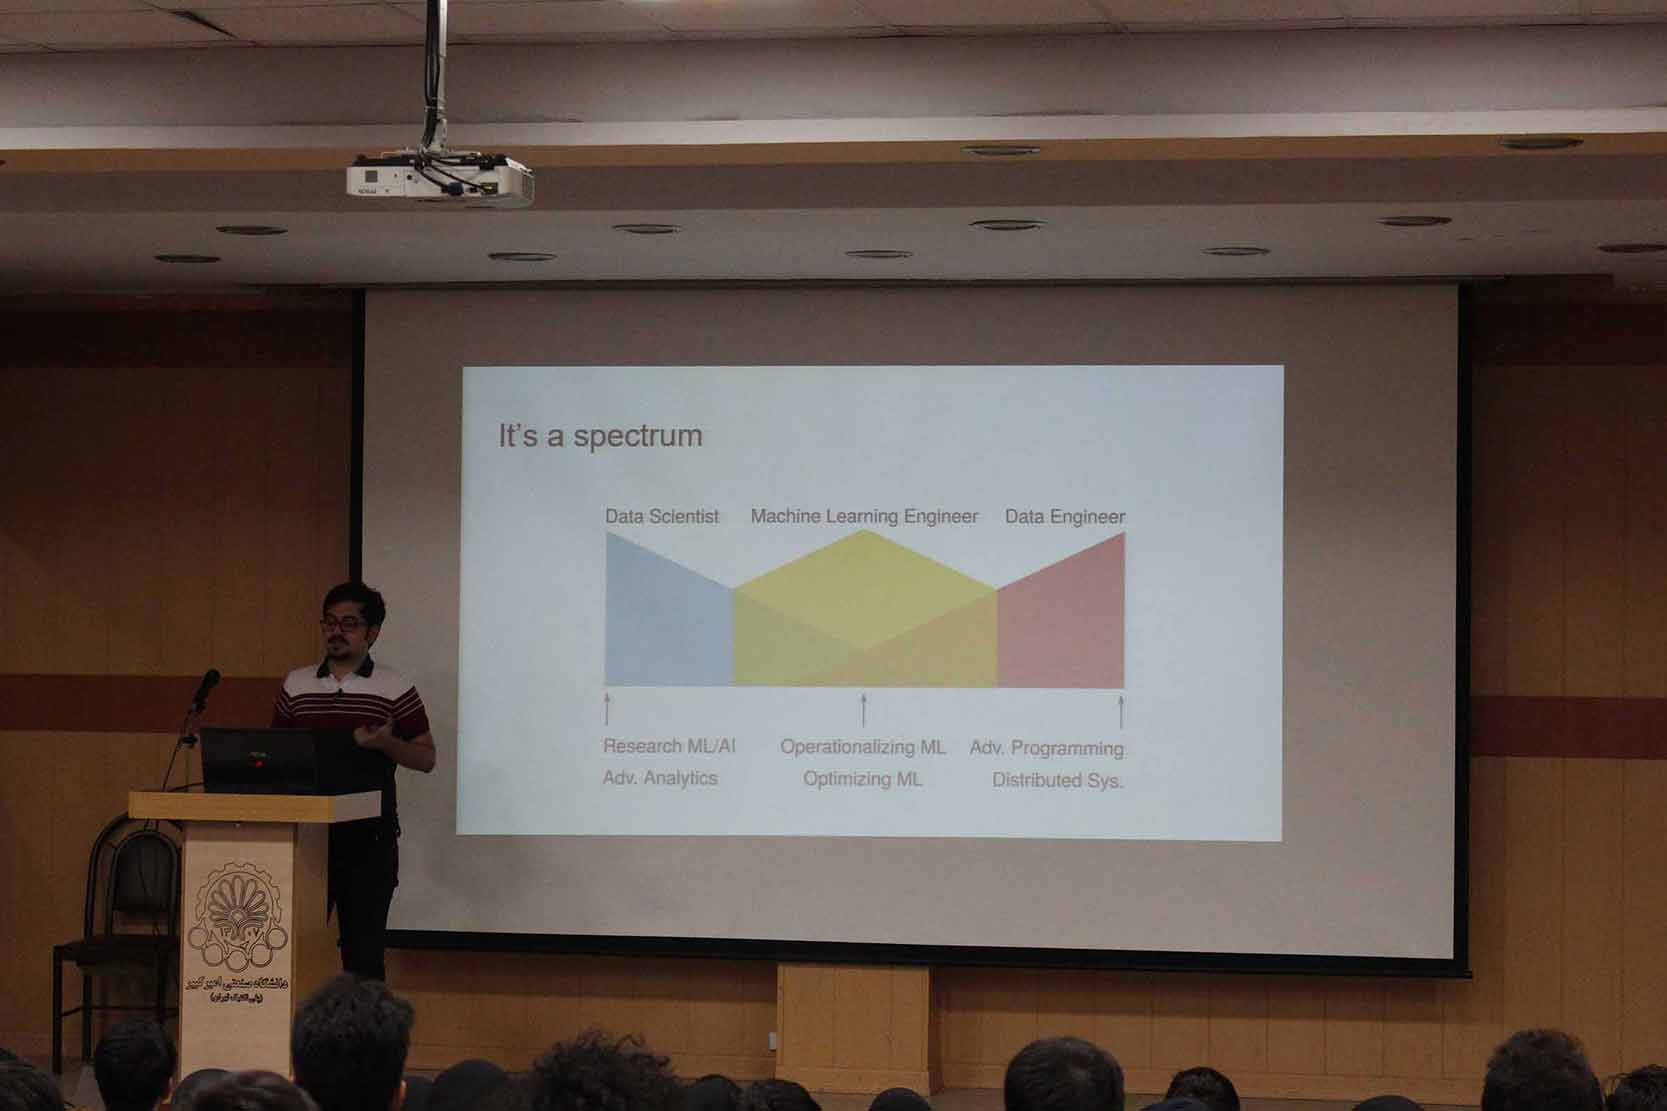 It's a spectrum
Data Scientist Machine Learning Engineer Data Engineer
Research ML/AI Operationalizing ML Adv. Programming
Adv. Analytics Optimizing ML Distributed Sys.
۱۳۰۷
دانشگاه صنعتی امیرکبیر
(پلی تکنیک تهران)